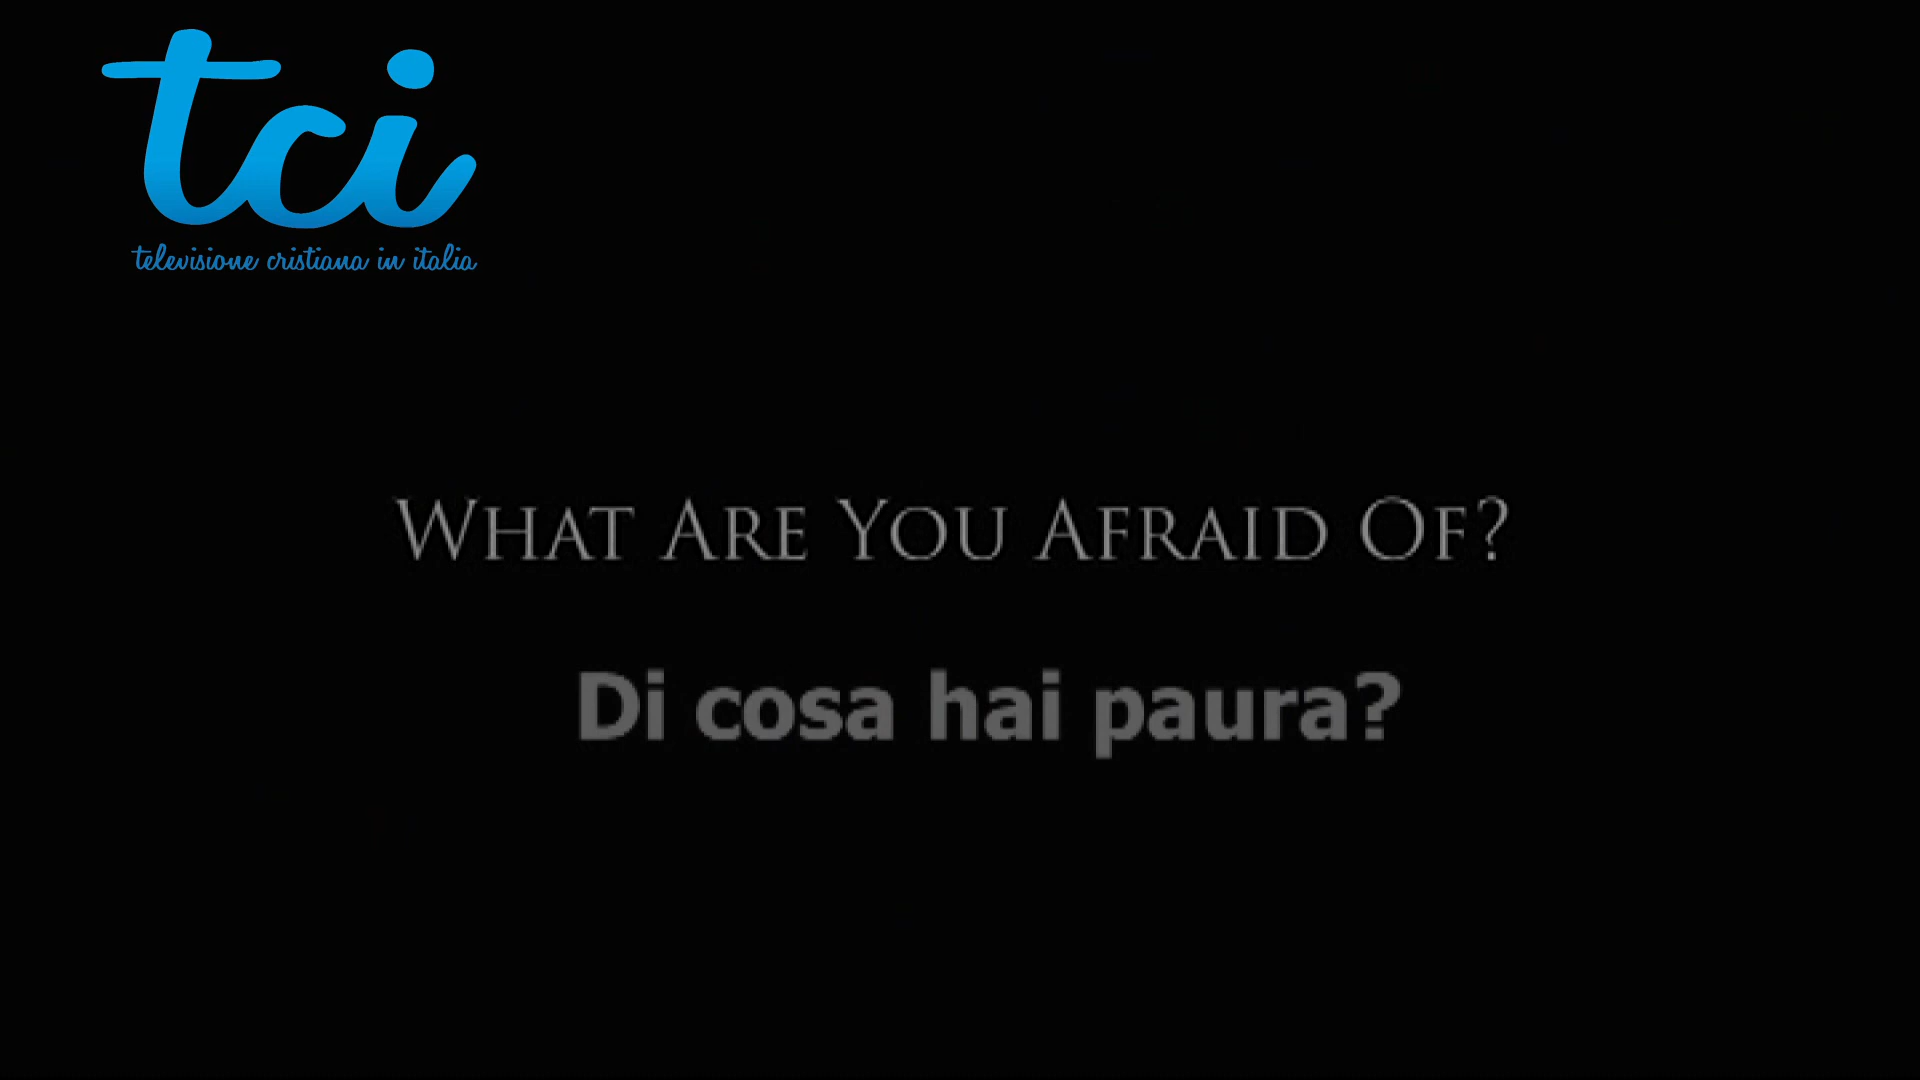 tci
televisione cristiana in italia
WHAT ARE YOU AFRAID OF?
Di cosa hai paura?